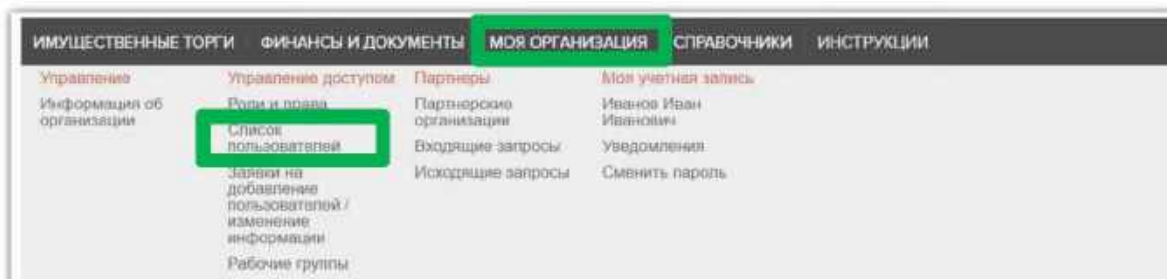 ИМУЩЕСТВЕННЫЕ ТОРГИ ФИНАНСЫ И ДОКУМЕНТЫ МОЯ ОРГАНИЗАЦИЯ СПРАВОЧНИКИ ИНСТРУКЦИИ
Управление
Информация об
организации
Управление доступом
Роли и права
Список
пользователей
Заявки на
добавление
пользователей /
изменение
информации
Рабочие группы
Партнеры
Партнерские
организации
Входящие запросы
Исходящие запросы
Моя учетная запись
Иванов Иван
Иванович
Уведомления
Сменить пароль